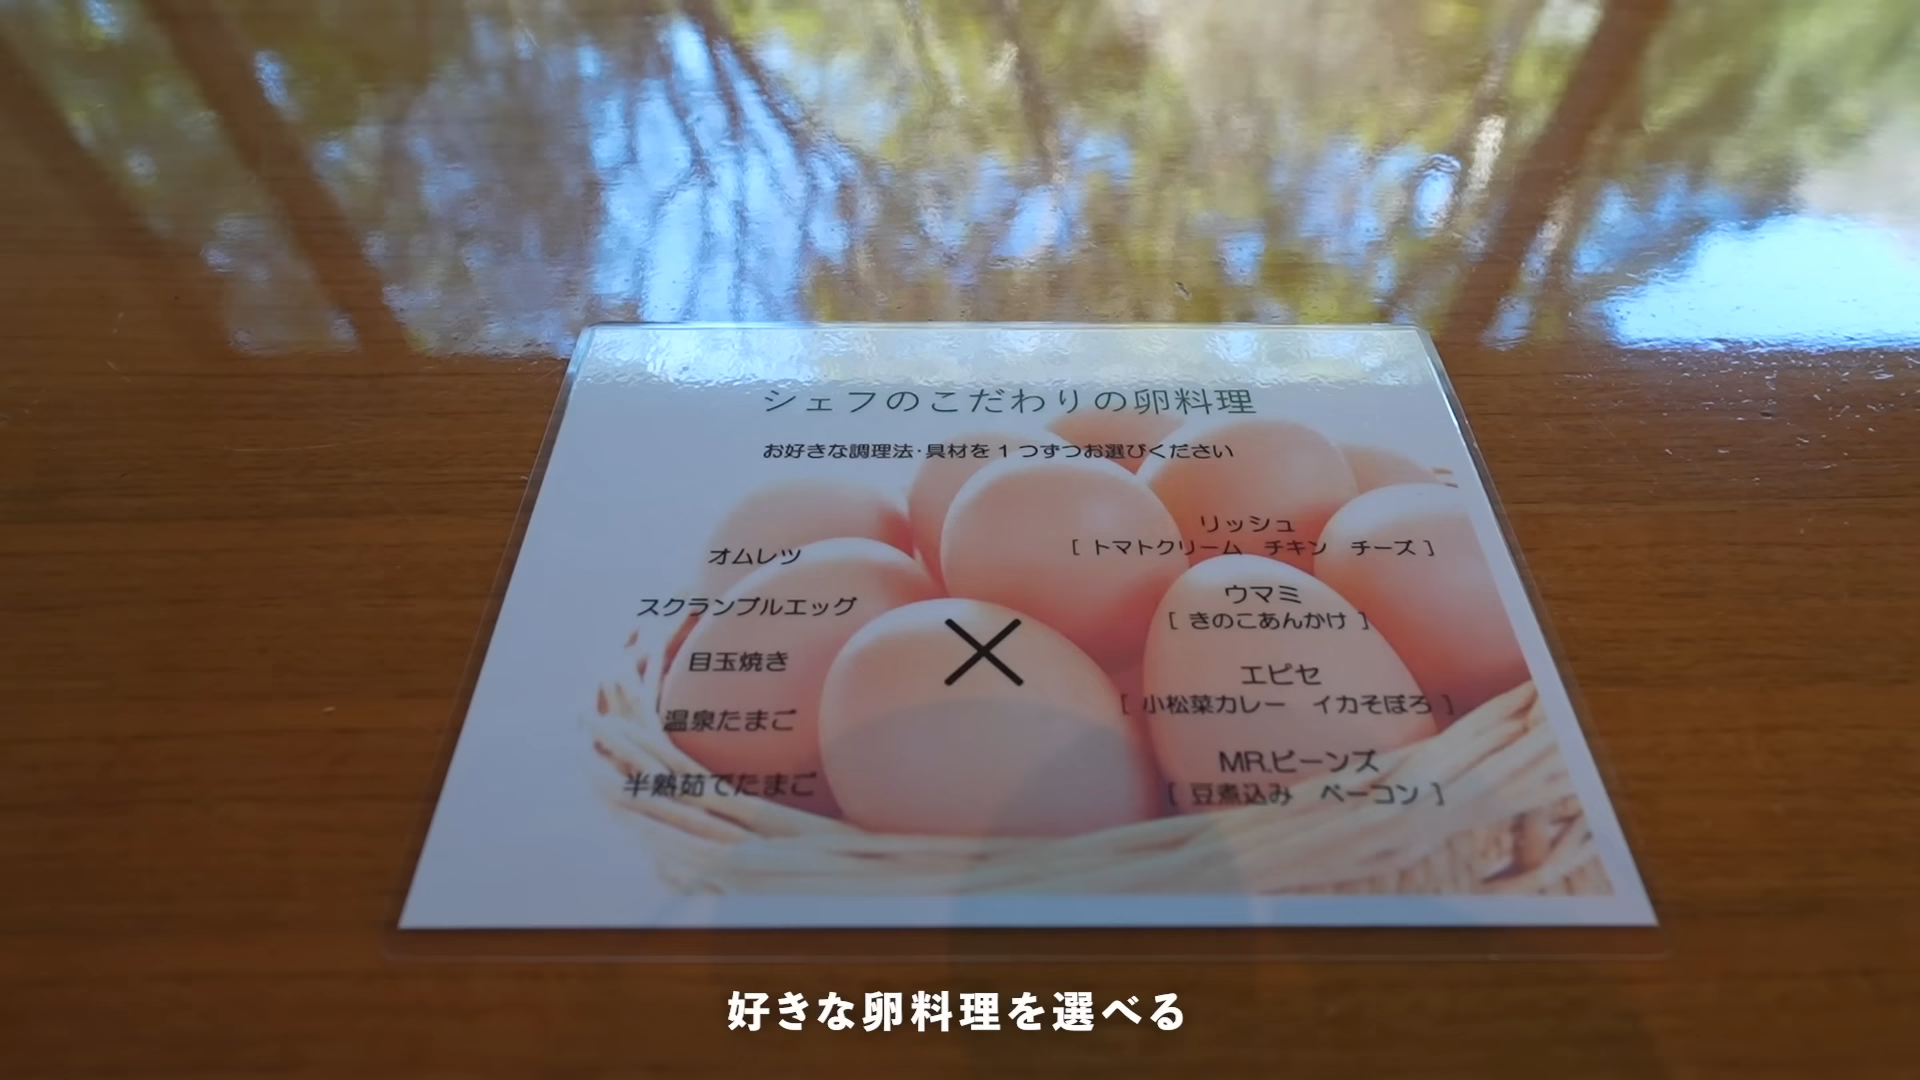 シェフのこだわりの卵料理
お好きな調理法･具材を1つずつお選びください
オムレツ
スクランブルエッグ
目玉焼き
温泉たまご
半熟茹でたまご
×
リッシュ
[ トマトクリーム チキン チーズ ]
ウマミ
[ きのこあんかけ ]
エピセ
[ 小松菜カレー イカそぼろ ]
MR.ビーンズ
[ 豆煮込み ベーコン ]
好きな卵料理を選べる